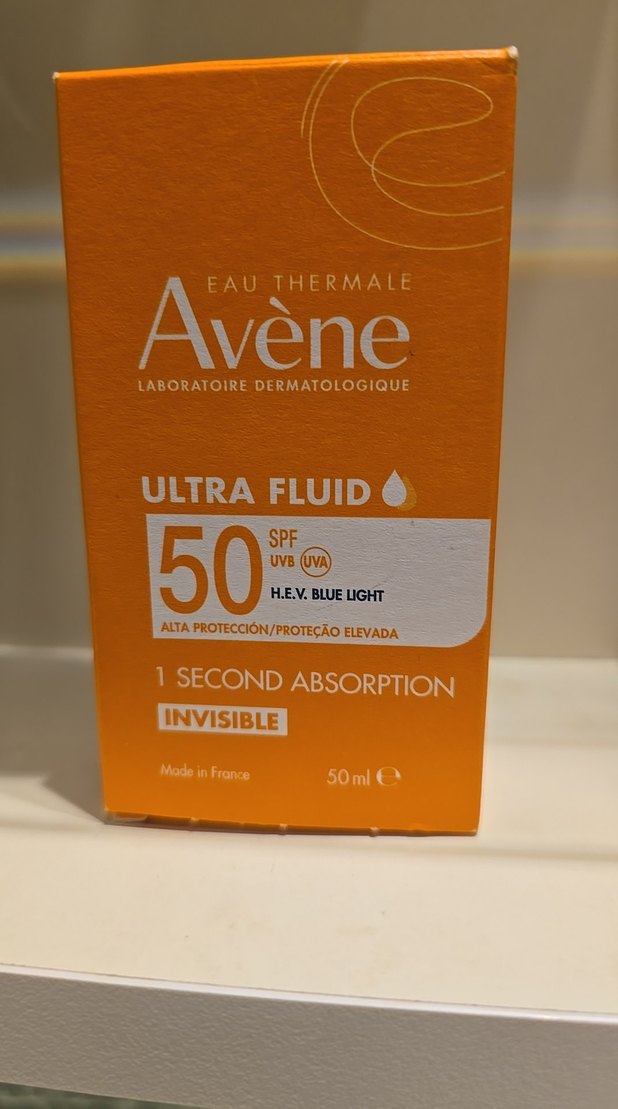 EAU THERMALE
Avène
LABORATOIRE DERMATOLOGIQUE
ULTRA FLUID
50 SPF
UVB UVA
H.E.V. BLUE LIGHT
ALTA PROTECCIÓN/PROTEÇÃO ELEVADA
1 SECOND ABSORPTION
INVISIBLE
Made in France 50 ml ℮